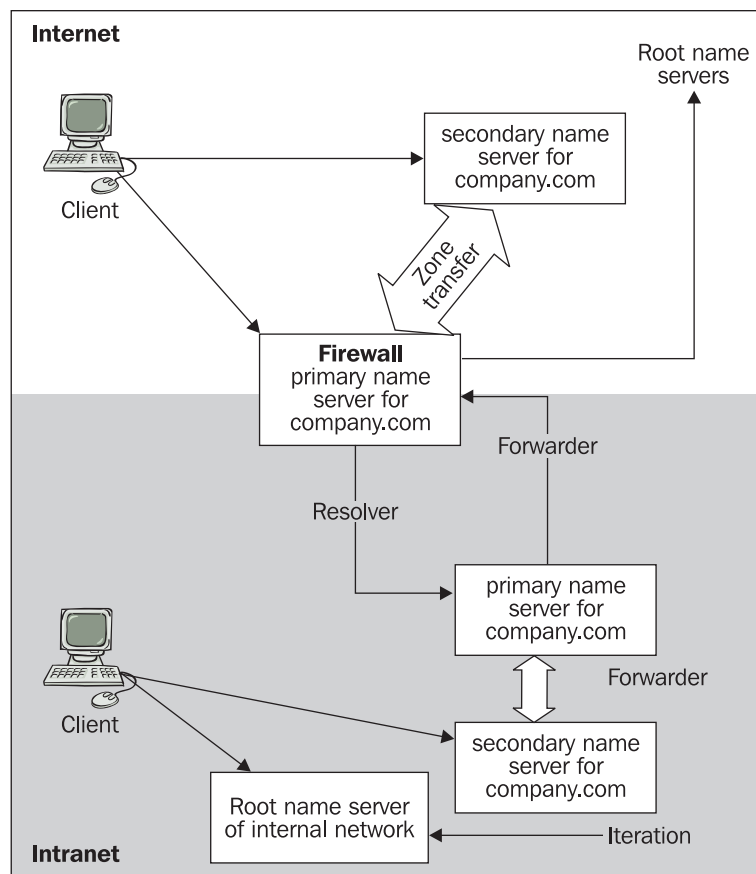 Internet
Root name
servers
secondary name
server for
company.com
Client
Zone
transfer
Firewall
primary name
server for
company.com
Forwarder
Resolver
primary name
server for
company.com
Forwarder
Client
secondary name
server for
company.com
Root name server
of internal network
Iteration
Intranet